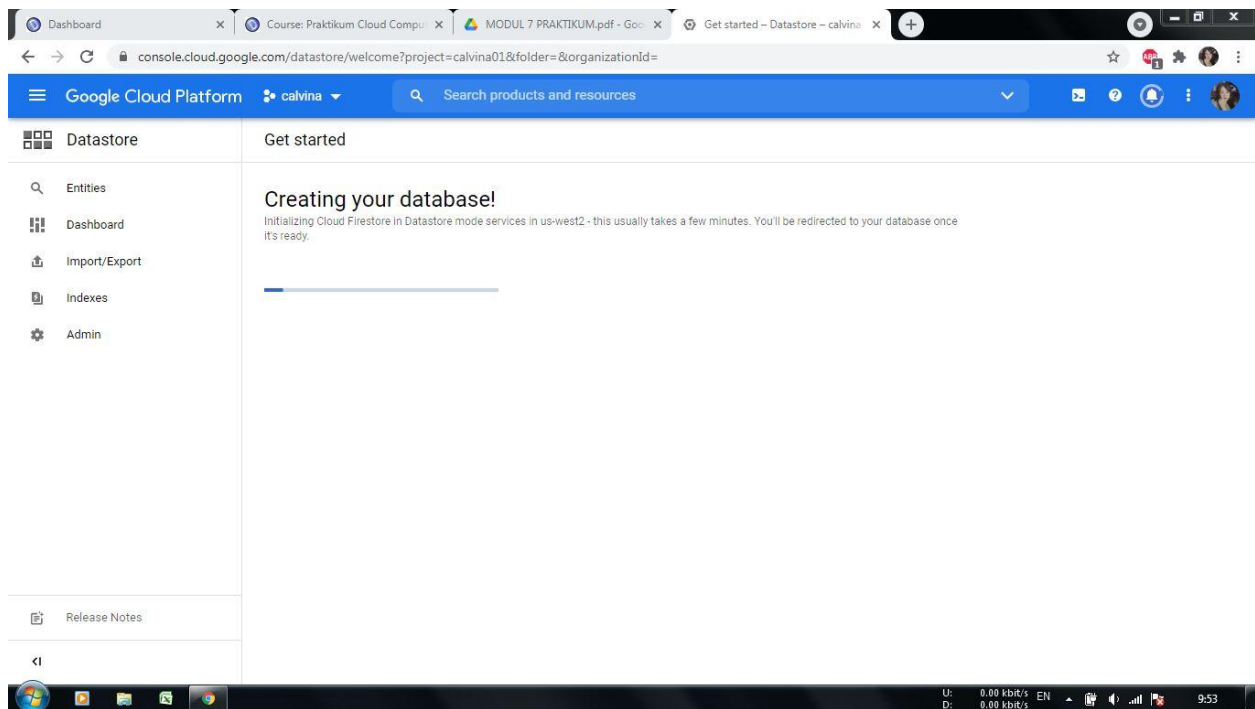 Dashboard
Course: Praktikum Cloud Compu
MODUL 7 PRAKTIKUM.pdf - Goo
Get started – Datastore – calvina
console.cloud.google.com/datastore/welcome?project=calvina01&folder=&organizationId=
ABP
1
Google Cloud Platform
calvina
Search products and resources
Datastore
Get started
Entities
Dashboard
Import/Export
Indexes
Admin
Creating your database!
Initializing Cloud Firestore in Datastore mode services in us-west2 - this usually takes a few minutes. You'll be redirected to your database once
it's ready.
Release Notes
U: 0.00 kbit/s
D: 0.00 kbit/s
EN
9:53